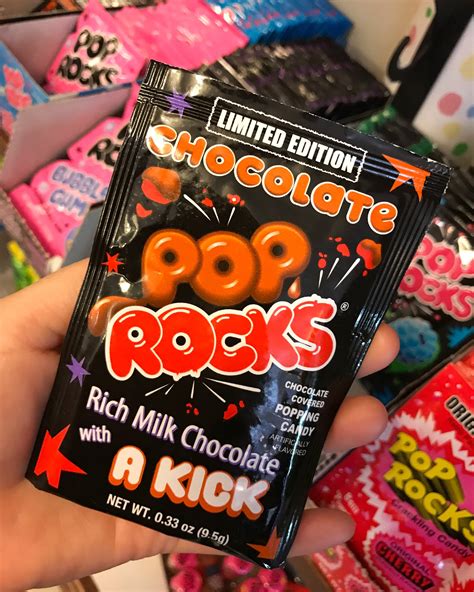 LIMITED EDITION
CHOCOLATE
POP
ROCKS®
CHOCOLATE
COVERED
POPPING
CANDY
ARTIFICIALLY
FLAVORED
Rich Milk Chocolate
with
A KICK
NET WT. 0.33 oz (9.5g)
POP
ROCKS
POP
ROCKS
BUBBLE
GUM
POP
ROCKS
POP
ROCKS
Crackling Candy
ORIGINAL
CHERRY